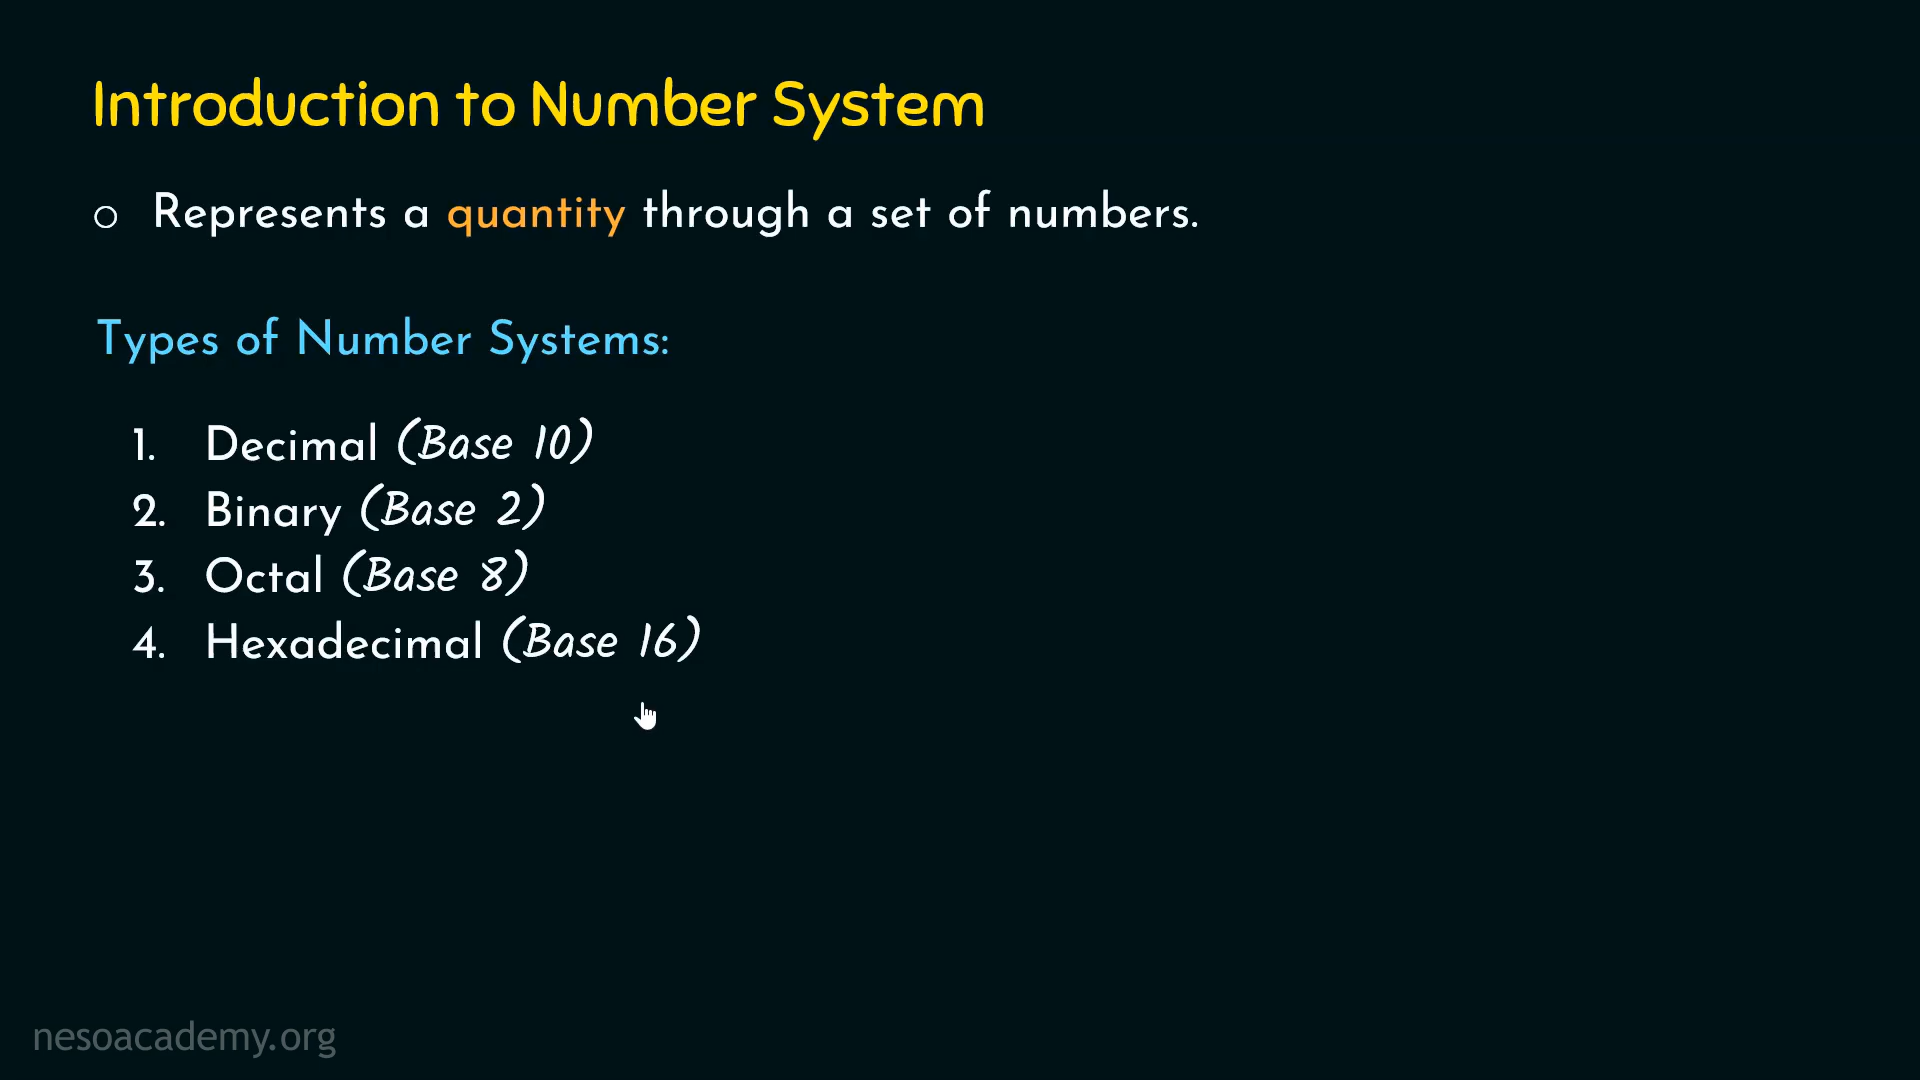 Introduction to Number System
○ Represents a quantity through a set of numbers.
Types of Number Systems:
1. Decimal (Base 10)
2. Binary (Base 2)
3. Octal (Base 8)
4. Hexadecimal (Base 16)
nesoacademy.org